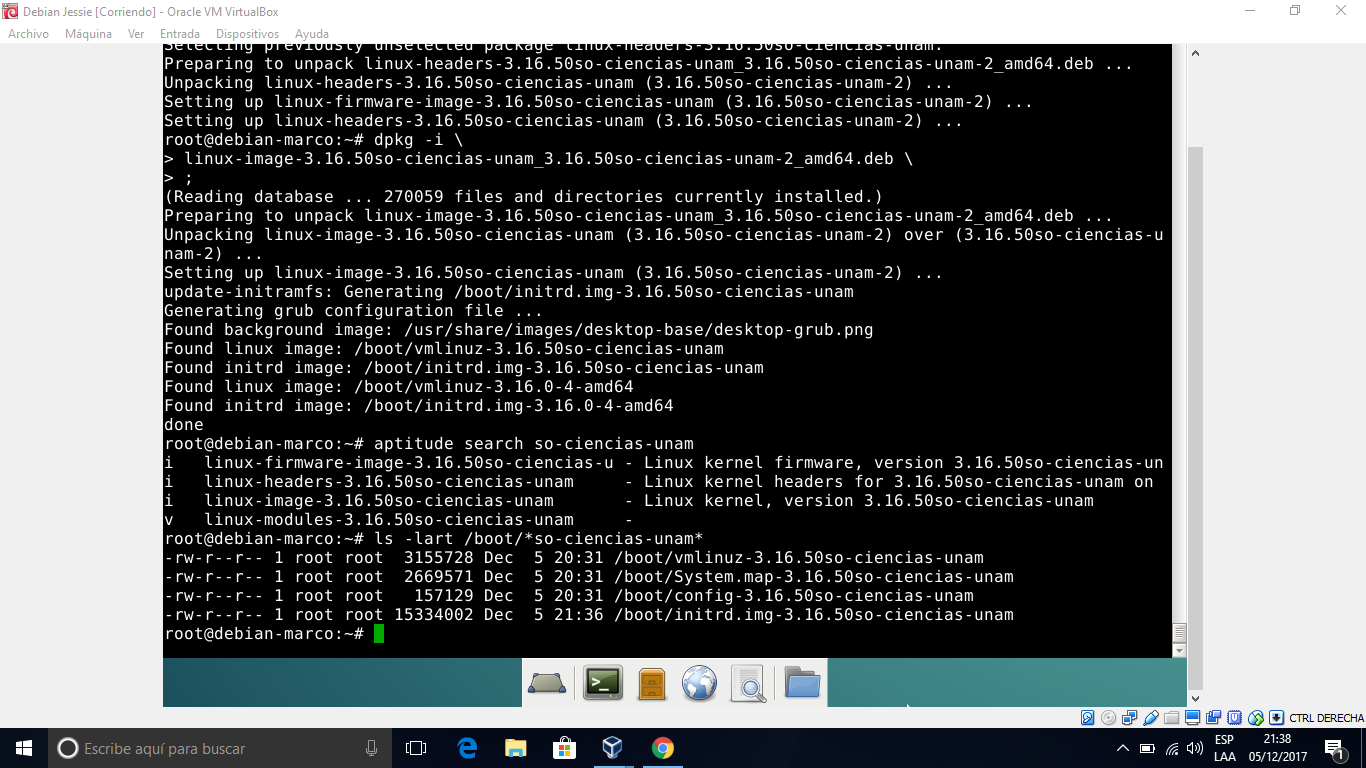 Debian Jessie [Corriendo] - Oracle VM VirtualBox
Archivo Máquina Ver Entrada Dispositivos Ayuda
Selecting previously unselected package linux-headers-3.16.50so-ciencias-unam.
Preparing to unpack linux-headers-3.16.50so-ciencias-unam_3.16.50so-ciencias-unam-2_amd64.deb ...
Unpacking linux-headers-3.16.50so-ciencias-unam (3.16.50so-ciencias-unam-2) ...
Setting up linux-firmware-image-3.16.50so-ciencias-unam (3.16.50so-ciencias-unam-2) ...
Setting up linux-headers-3.16.50so-ciencias-unam (3.16.50so-ciencias-unam-2) ...
root@debian-marco:~# dpkg -i \
> linux-image-3.16.50so-ciencias-unam_3.16.50so-ciencias-unam-2_amd64.deb \
> ;
(Reading database ... 270059 files and directories currently installed.)
Preparing to unpack linux-image-3.16.50so-ciencias-unam_3.16.50so-ciencias-unam-2_amd64.deb ...
Unpacking linux-image-3.16.50so-ciencias-unam (3.16.50so-ciencias-unam-2) over (3.16.50so-ciencias-u
nam-2) ...
Setting up linux-image-3.16.50so-ciencias-unam (3.16.50so-ciencias-unam-2) ...
update-initramfs: Generating /boot/initrd.img-3.16.50so-ciencias-unam
Generating grub configuration file ...
Found background image: /usr/share/images/desktop-base/desktop-grub.png
Found linux image: /boot/vmlinuz-3.16.50so-ciencias-unam
Found initrd image: /boot/initrd.img-3.16.50so-ciencias-unam
Found linux image: /boot/vmlinuz-3.16.0-4-amd64
Found initrd image: /boot/initrd.img-3.16.0-4-amd64
done
root@debian-marco:~# aptitude search so-ciencias-unam
i   linux-firmware-image-3.16.50so-ciencias-u - Linux kernel firmware, version 3.16.50so-ciencias-un
i   linux-headers-3.16.50so-ciencias-unam     - Linux kernel headers for 3.16.50so-ciencias-unam on
i   linux-image-3.16.50so-ciencias-unam       - Linux kernel, version 3.16.50so-ciencias-unam
v   linux-modules-3.16.50so-ciencias-unam     -
root@debian-marco:~# ls -lart /boot/*so-ciencias-unam*
-rw-r--r-- 1 root root  3155728 Dec  5 20:31 /boot/vmlinuz-3.16.50so-ciencias-unam
-rw-r--r-- 1 root root  2669571 Dec  5 20:31 /boot/System.map-3.16.50so-ciencias-unam
-rw-r--r-- 1 root root   157129 Dec  5 20:31 /boot/config-3.16.50so-ciencias-unam
-rw-r--r-- 1 root root 15334002 Dec  5 21:36 /boot/initrd.img-3.16.50so-ciencias-unam
root@debian-marco:~#
CTRL DERECHA
Escribe aquí para buscar
ESP
LAA
21:38
05/12/2017
1